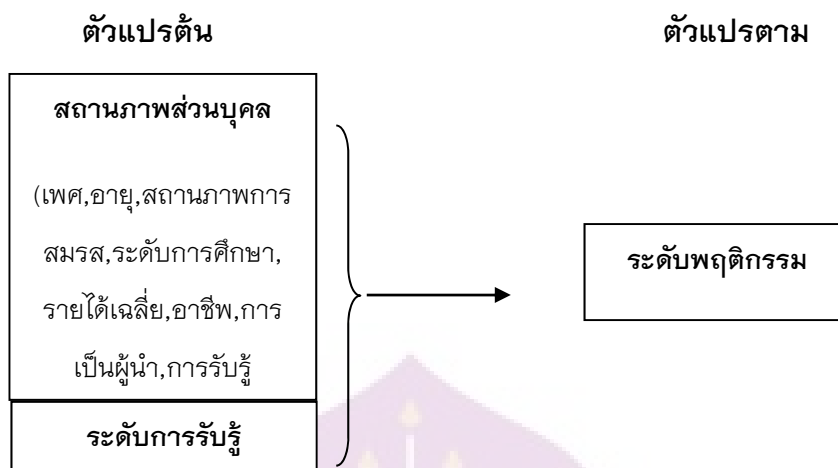 ตัวแปรต้น
ตัวแปรตาม
สถานภาพส่วนบุคคล
(เพศ,อายุ,สถานภาพการ
สมรส,ระดับการศึกษา,
รายได้เฉลี่ย,อาชีพ,การ
เป็นผู้นำ,การรับรู้
ระดับการรับรู้
ระดับพฤติกรรม